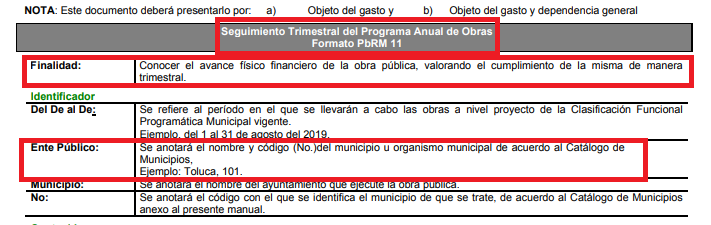 NOTA: Este documento deberá presentarlo por: a) Objeto del gasto y b) Objeto del gasto y dependencia general
Seguimiento Trimestral del Programa Anual de Obras
Formato PbRM 11
Finalidad: Conocer el avance físico financiero de la obra pública, valorando el cumplimiento de la misma de manera
trimestral.
Identificador
Del De al De: Se refiere al período en el que se llevarán a cabo las obras a nivel proyecto de la Clasificación Funcional
Programática Municipal vigente.
Ejemplo, del 1 al 31 de agosto del 2019.
Ente Público: Se anotará el nombre y código (No.)del municipio u organismo municipal de acuerdo al Catálogo de
Municipios,
Ejemplo: Toluca, 101.
Municipio: Se anotará el nombre del ayuntamiento que ejecute la obra pública.
No: Se anotará el código con el que se identifica el municipio de que se trate, de acuerdo al Catálogo de Municipios
anexo al presente manual.